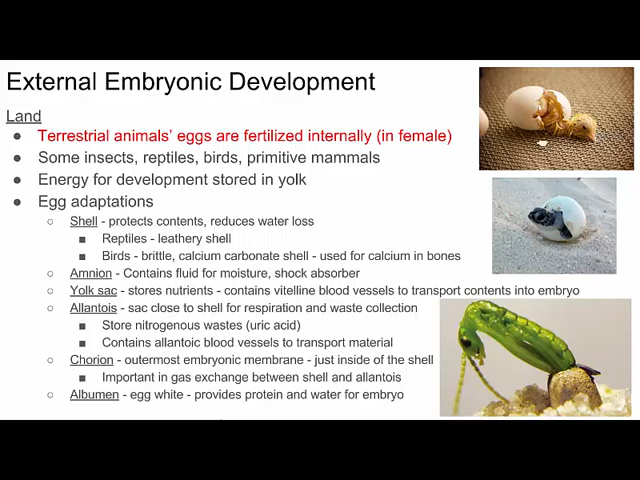 External Embryonic Development
Land
● Terrestrial animals' eggs are fertilized internally (in female)
● Some insects, reptiles, birds, primitive mammals
● Energy for development stored in yolk
● Egg adaptations
○ Shell - protects contents, reduces water loss
■ Reptiles - leathery shell
■ Birds - brittle, calcium carbonate shell - used for calcium in bones
○ Amnion - Contains fluid for moisture, shock absorber
○ Yolk sac - stores nutrients - contains vitelline blood vessels to transport contents into embryo
○ Allantois - sac close to shell for respiration and waste collection
■ Store nitrogenous wastes (uric acid)
■ Contains allantoic blood vessels to transport material
○ Chorion - outermost embryonic membrane - just inside of the shell
■ Important in gas exchange between shell and allantois
○ Albumen - egg white - provides protein and water for embryo